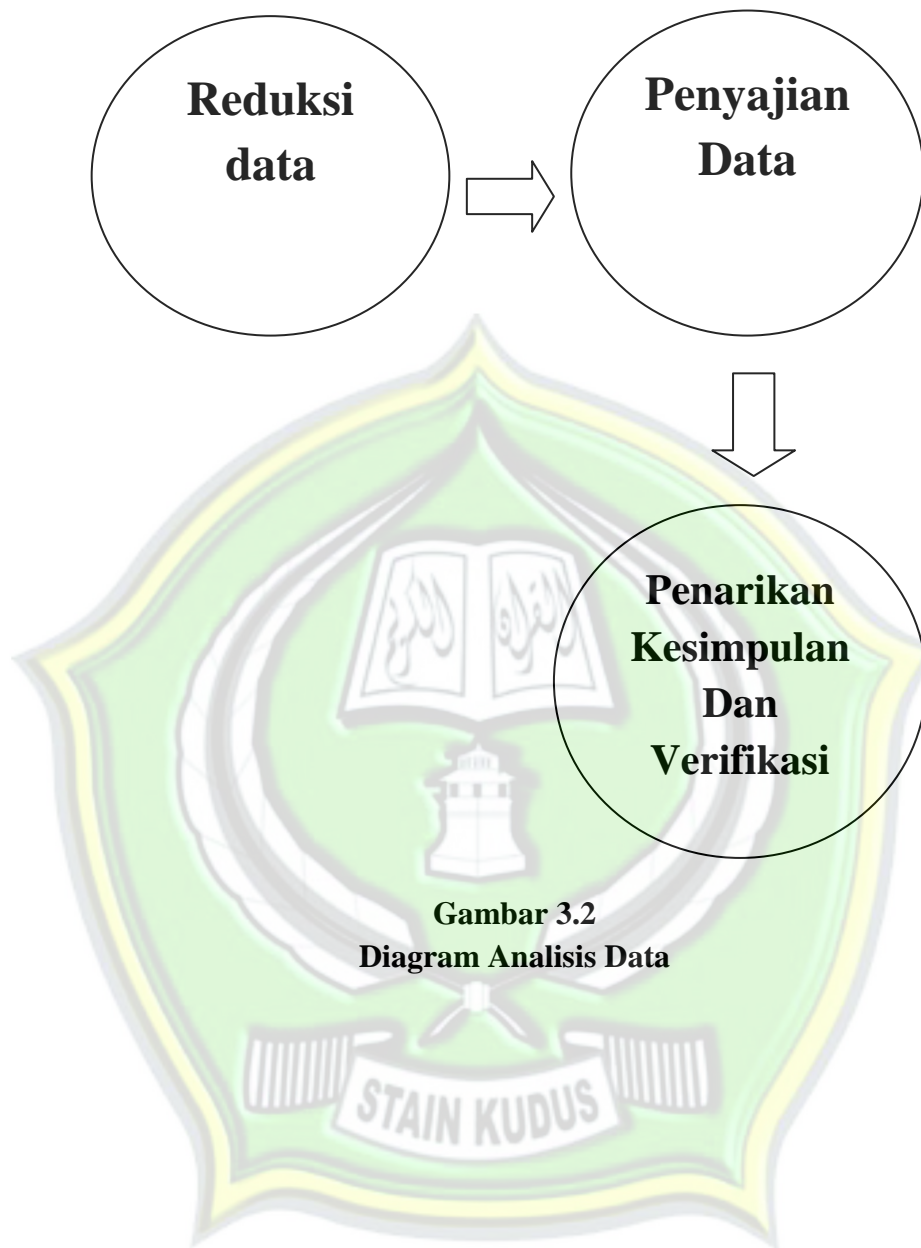 Reduksi
data
Penyajian
Data
Penarikan
Kesimpulan
Dan
Verifikasi
Gambar 3.2
Diagram Analisis Data
STAIN KUDUS